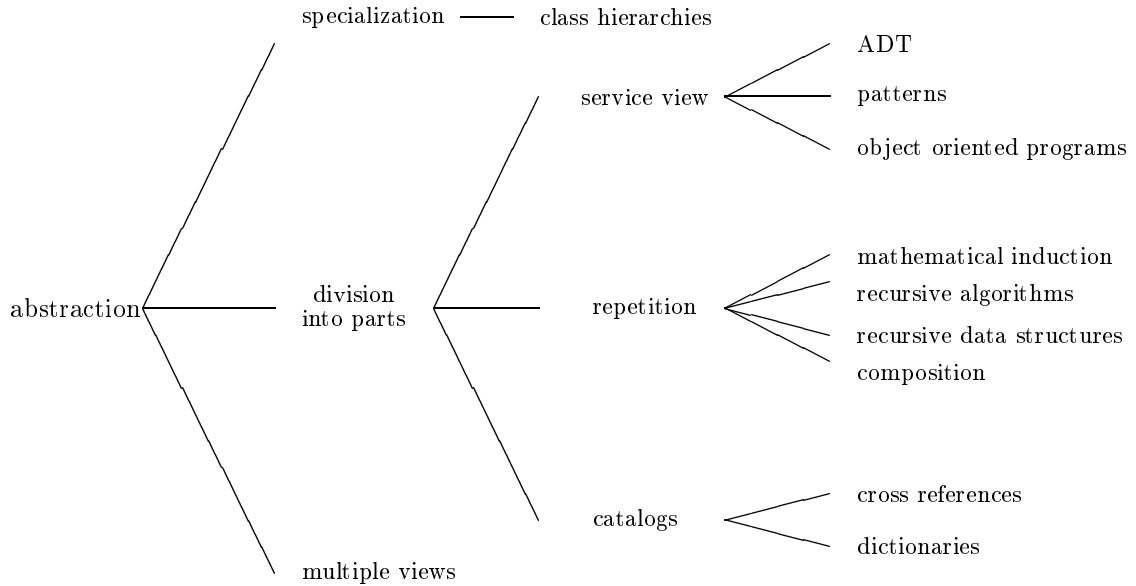 specialization
class hierarchies
ADT
service view
patterns
object oriented programs
mathematical induction
recursive algorithms
abstraction
division
into parts
repetition
recursive data structures
composition
cross references
catalogs
dictionaries
multiple views